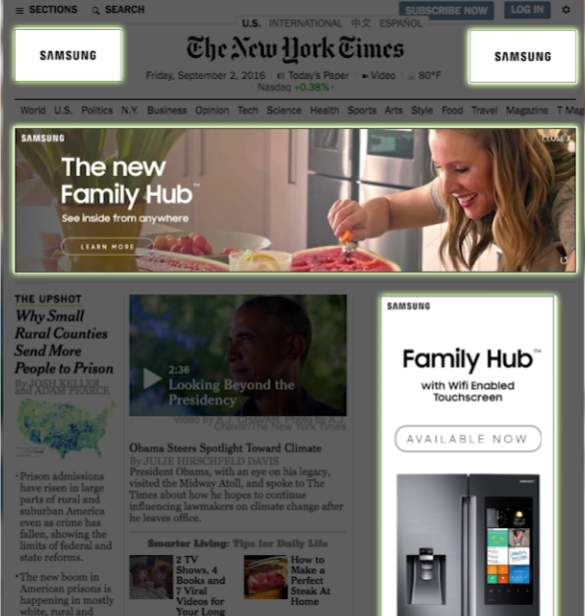 SECTIONS SEARCH SUBSCRIBE NOW LOG IN
U.S. INTERNATIONAL 中文 ESPAÑOL
SAMSUNG
The New York Times
SAMSUNG
Friday, September 2, 2016 Today's Paper Video 80°F
Nasdaq +0.38% ↑
World U.S. Politics N.Y. Business Opinion Tech Science Health Sports Arts Style Food Travel Magazine T Mag
SAMSUNG
CLOSE X
The new
Family Hub™
See inside from anywhere
LEARN MORE
THE UPSHOT
Why Small
Rural Counties
Send More
People to Prison
By JOSH KELLER
and ADAM PEARCE
• Prison admissions
have risen in large
parts of rural and
suburban America
even as crime has
fallen, showing the
limits of federal and
state reforms.
• The new boom in
American prisons is
happening in mostly
white, rural and
2:36
Looking Beyond the
Presidency
The New York Times
Obama Steers Spotlight Toward Climate
By JULIE HIRSCHFELD DAVIS
President Obama, with an eye on his legacy,
visited the Midway Atoll, and spoke to The
Times about how he hopes to continue
influencing lawmakers on climate change after
he leaves office.
Smarter Living: Tips for Daily Life
2 TV
Shows, 4
Books and
7 Viral
Videos for
Your Long
How to
Make a
Perfect
Steak At
Home
SAMSUNG
Family Hub™
with Wifi Enabled
Touchscreen
AVAILABLE NOW